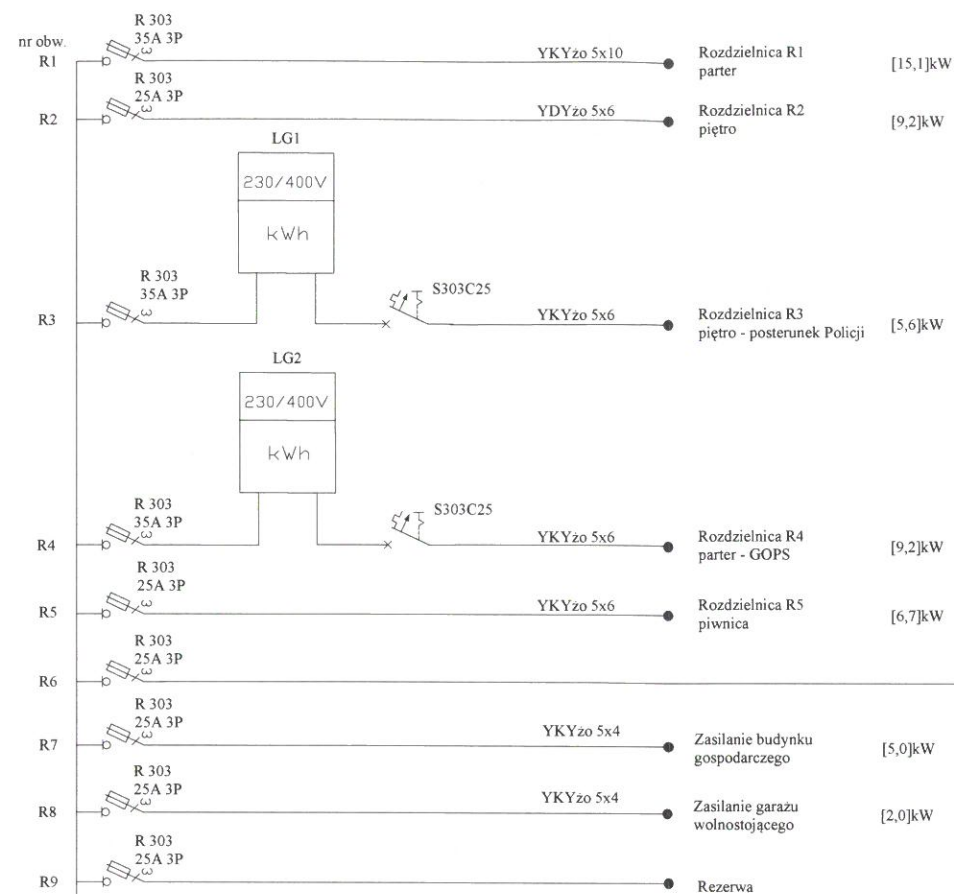 nr obw.
R 303
35A 3P
R1
YKYżo 5x10
Rozdzielnica R1
parter
[15,1]kW
R 303
25A 3P
R2
YDYżo 5x6
Rozdzielnica R2
piętro
[9,2]kW
LG1
230/400V
kWh
R 303
35A 3P
R3
S303C25
YKYżo 5x6
Rozdzielnica R3
piętro - posterunek Policji
[5,6]kW
LG2
230/400V
kWh
R 303
35A 3P
R4
S303C25
YKYżo 5x6
Rozdzielnica R4
parter - GOPS
[9,2]kW
R 303
25A 3P
R5
YKYżo 5x6
Rozdzielnica R5
piwnica
[6,7]kW
R 303
25A 3P
R6
R 303
25A 3P
R7
YKYżo 5x4
Zasilanie budynku
gospodarczego
[5,0]kW
R 303
25A 3P
R8
YKYżo 5x4
Zasilanie garażu
wolnostojącego
[2,0]kW
R 303
25A 3P
R9
Rezerwa